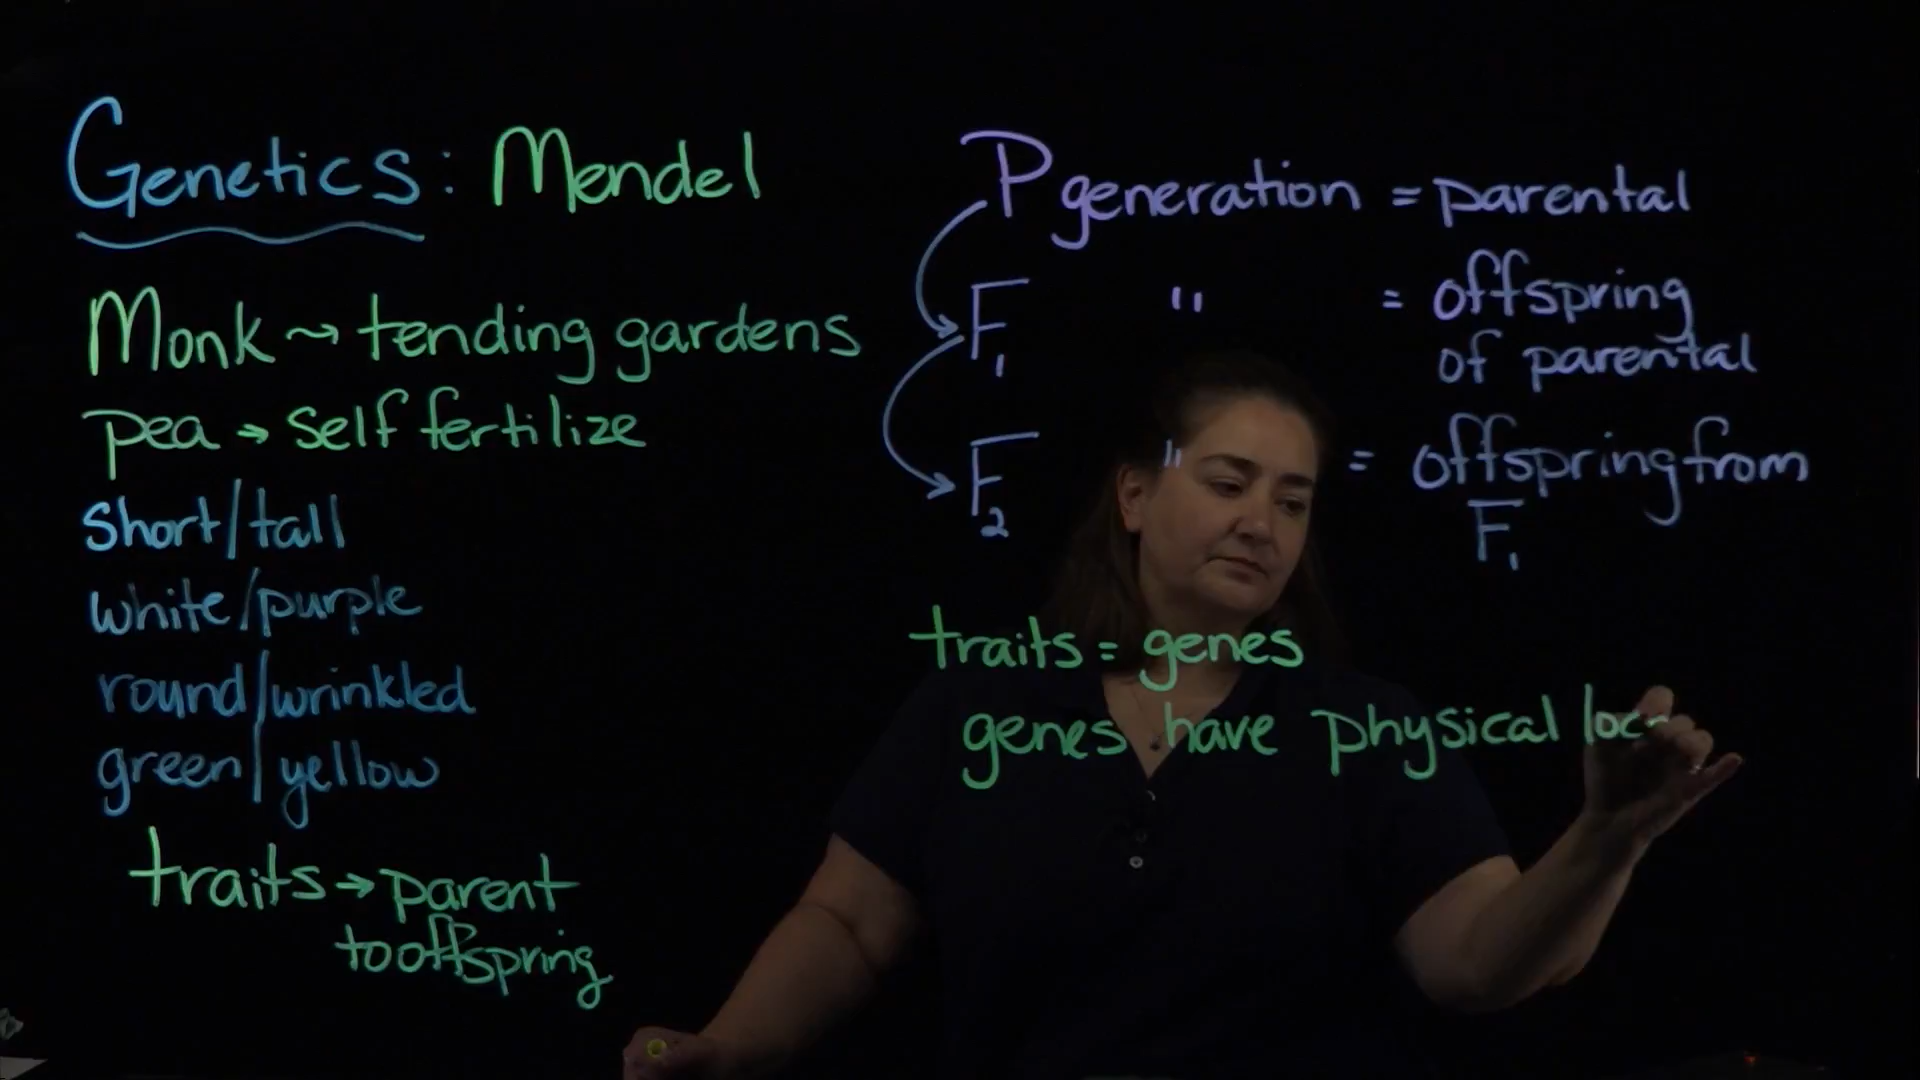 Genetics: Mendel
Monk → tending gardens
pea → self fertilize
short/tall
white/purple
round/wrinkled
green/yellow
traits → parent
to offspring
P generation = parental
F1 " = offspring
of parental
F2 " = offspring from
F1
traits = genes
genes have physical loc